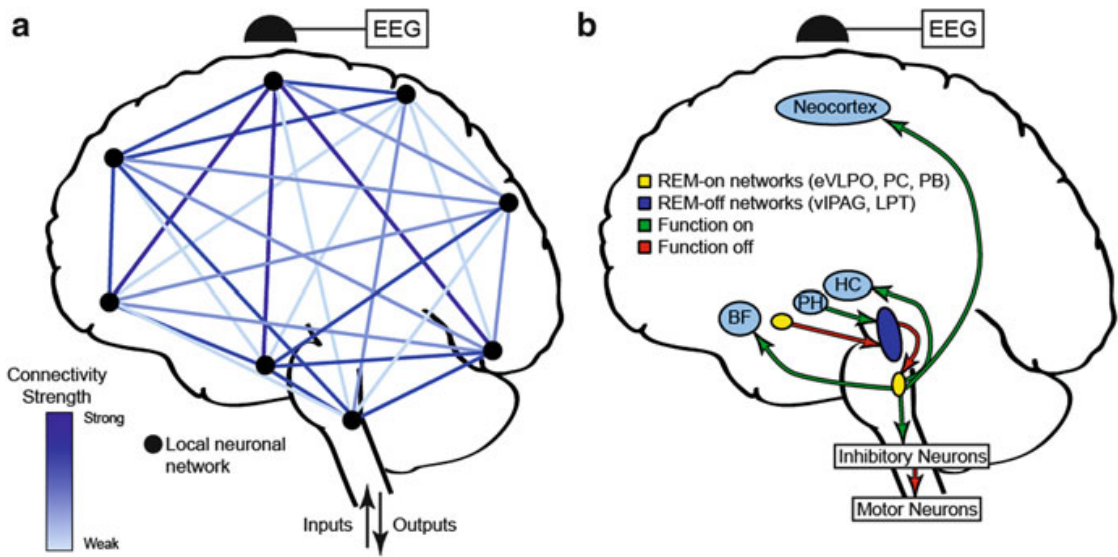 a
EEG
Connectivity
Strength
Strong
Weak
Local neuronal
network
Inputs
Outputs
b
EEG
Neocortex
REM-on networks (eVLPO, PC, PB)
REM-off networks (vlPAG, LPT)
Function on
Function off
HC
PH
BF
Inhibitory Neurons
Motor Neurons